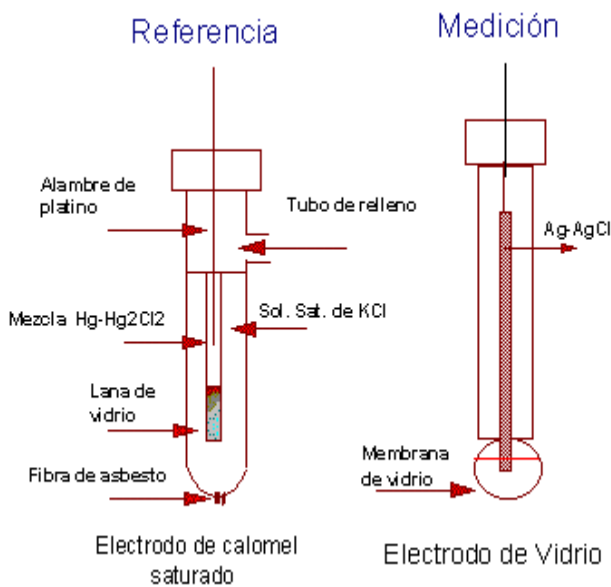 Referencia
Medición
Alambre de
platino
Tubo de relleno
Ag-AgCl
Mezcla Hg-Hg2Cl2
Sol. Sat. de KCl
Lana de
vidrio
Membrana
de vidrio
Fibra de asbesto
Electrodo de calomel
saturado
Electrodo de Vidrio